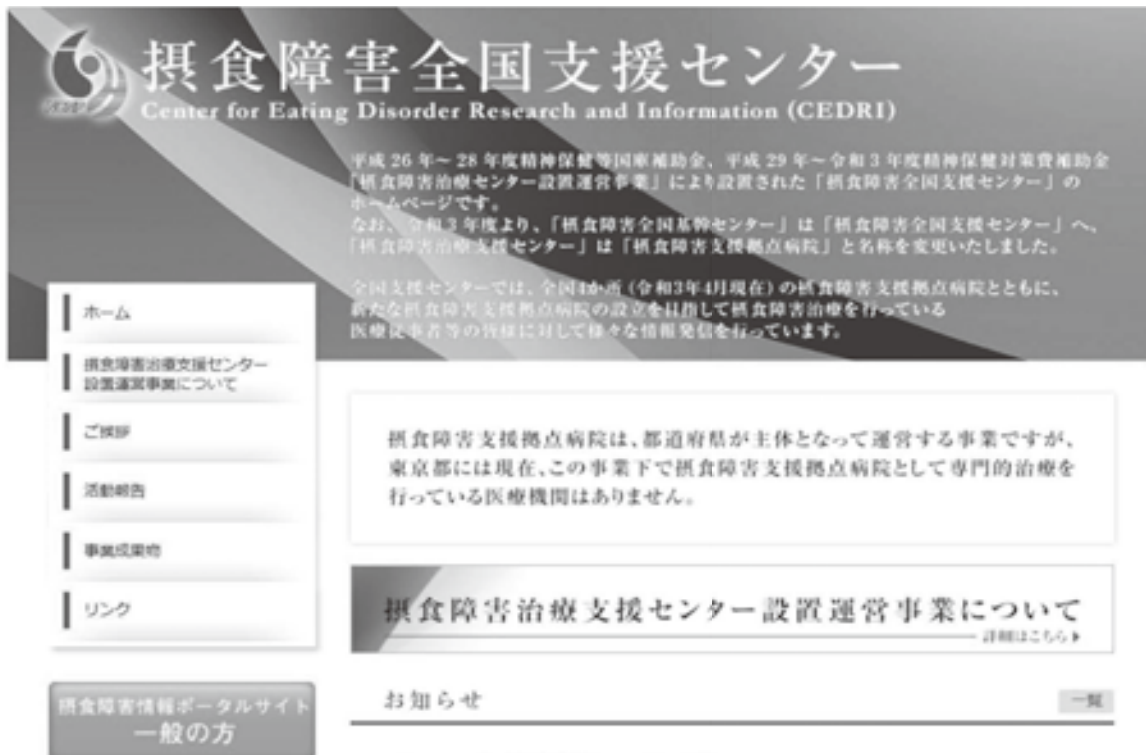 摂食障害全国支援センター
Center for Eating Disorder Research and Information (CEDRI)
平成 26 年～ 28 年度精神保健等国庫補助金、平成 29 年～令和 3 年度精神保健対策費補助金
「摂食障害治療センター設置運営事業」により設置された「摂食障害全国支援センター」の
ホームページです。
なお、令和 3 年度より、「摂食障害全国基幹センター」は「摂食障害全国支援センター」へ、
「摂食障害治療支援センター」は「摂食障害支援拠点病院」と名称を変更いたしました。
全国支援センターでは、全国4か所 (令和3年4月現在) の摂食障害支援拠点病院とともに、
新たな摂食障害支援拠点病院の設立を目指して摂食障害治療を行っている
医療従事者等の皆様に対して様々な情報発信を行っています。
ホーム
摂食障害治療支援センター
設置運営事業について
ご挨拶
活動報告
事業成果物
リンク
摂食障害情報ポータルサイト
一般の方
摂食障害支援拠点病院は、都道府県が主体となって運営する事業ですが、
東京都には現在、この事業下で摂食障害支援拠点病院として専門的治療を
行っている医療機関はありません。
摂食障害治療支援センター設置運営事業について
詳細はこちら
お知らせ
一覧